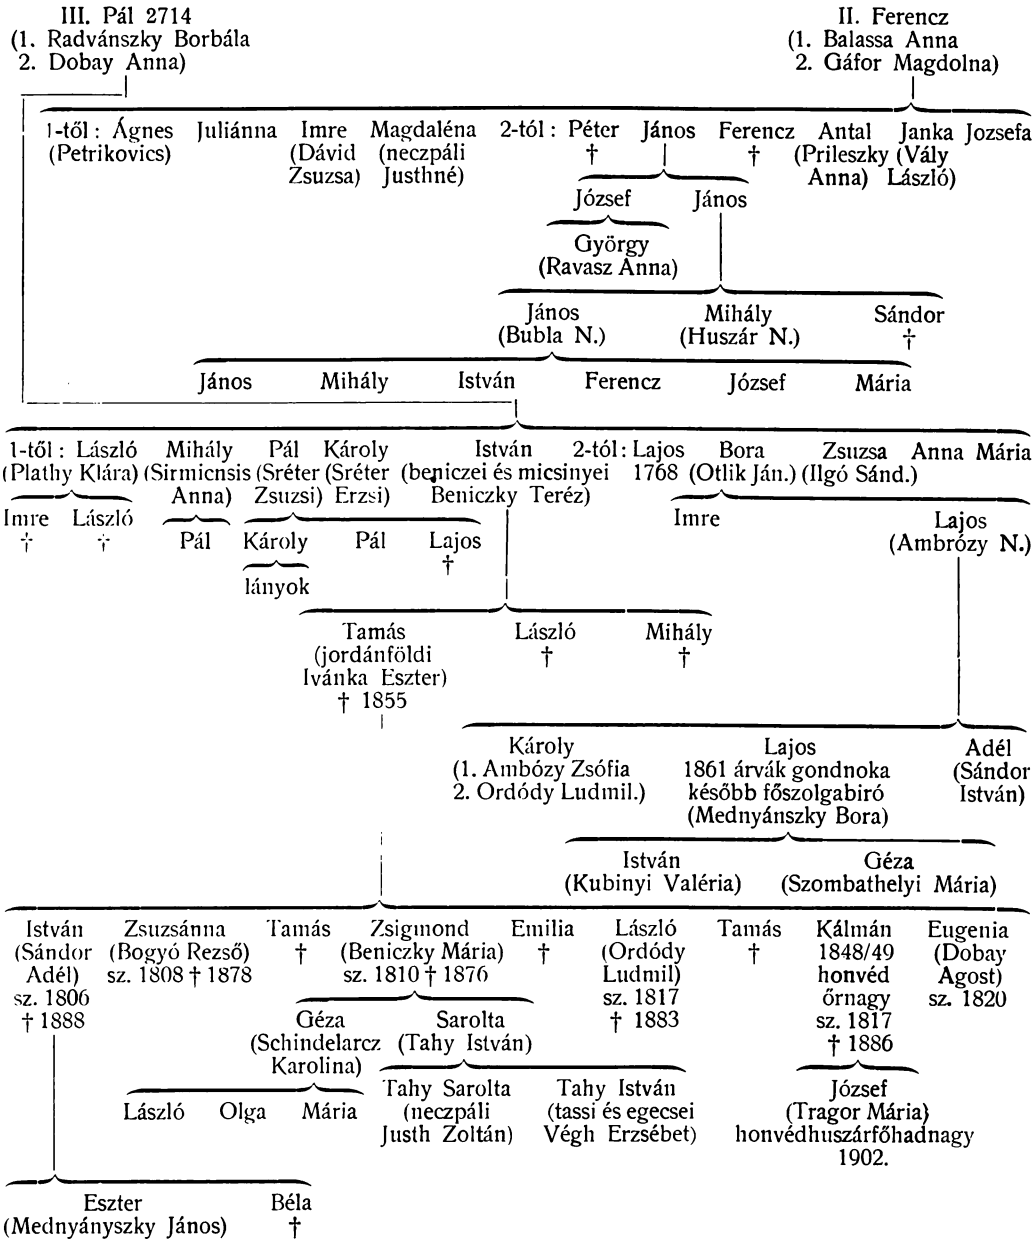 III. Pál 2714
(1. Radvánszky Borbála
2. Dobay Anna)
II. Ferencz
(1. Balassa Anna
2. Gáfor Magdolna)
1-től: Ágnes Juliánna Imre Magdaléna 2-tól: Péter János Ferencz Antal Janka Jozsefa
(Petrikovics) (Dávid (neczpáli † † (Prileszky (Vály
Zsuzsa) Justhné) Anna) László)
József János
György
(Ravasz Anna)
János Mihály Sándor
(Bubla N.) (Huszár N.) †
János Mihály István Ferencz József Mária
1-től: László Mihály Pál Károly István 2-tól: Lajos Bora Zsuzsa Anna Mária
(Plathy Klára) (Sirmicnsis (Sréter (Sréter (beniczei és micsinyei 1768 (Otlik Ján.) (Ilgó Sánd.)
Anna) Zsuzsi) Erzsi) Beniczky Teréz)
Imre László Imre Lajos
† † Pál Károly Pál Lajos (Ambrózy N.)
†
lányok
Tamás László Mihály
(jordánföldi † †
Ivánka Eszter)
† 1855
Károly Lajos Adél
(1. Ambózy Zsófia 1861 árvák gondnoka (Sándor
2. Ordódy Ludmil.) később főszolgabiró István)
(Mednyánszky Bora)
István Géza
(Kubinyi Valéria) (Szombathelyi Mária)
István Zsuzsánna Tamás Zsigmond Emilia László Tamás Kálmán Eugenia
(Sándor (Bogyó Rezső) † (Beniczky Mária) † (Ordódy † 1848/49 (Dobay
Adél) sz. 1808 † 1878 sz. 1810 † 1876 Ludmil) honvéd Agost)
sz. 1806 sz. 1817 őrnagy sz. 1820
† 1888 Géza Sarolta † 1883 sz. 1817
(Schindelarcz (Tahy István) † 1886
Karolina)
László Olga Mária Tahy Sarolta Tahy István József
(neczpáli (tassi és egecsei (Tragor Mária)
Justh Zoltán) Végh Erzsébet) honvédhuszárfőhadnagy
1902.
Eszter Béla
(Mednyányszky János) †